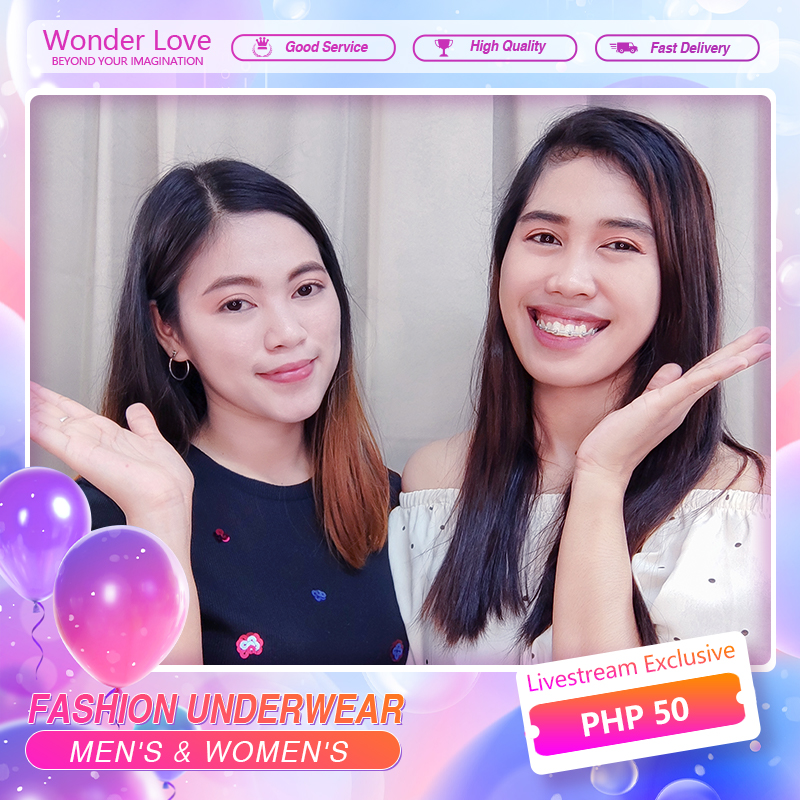 Wonder Love
BEYOND YOUR IMAGINATION
Good Service
High Quality
Fast Delivery
FASHION UNDERWEAR
MEN'S & WOMEN'S
Livestream Exclusive
PHP 50